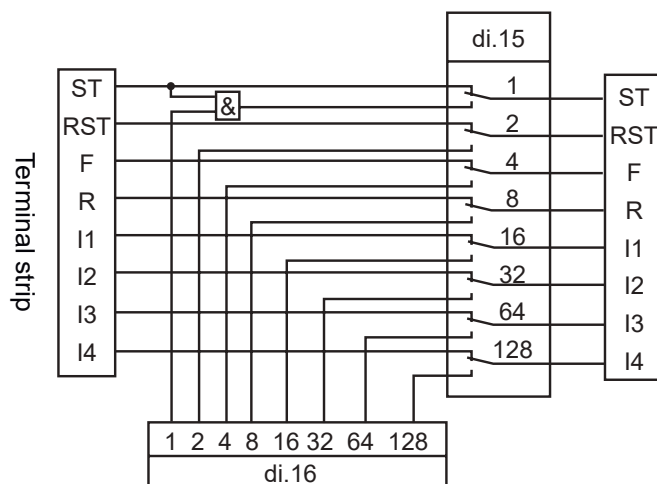 di.15
Terminal strip
ST
RST
F
R
I1
I2
I3
I4
&
1
2
4
8
16
32
64
128
ST
RST
F
R
I1
I2
I3
I4
1 2 4 8 16 32 64 128
di.16